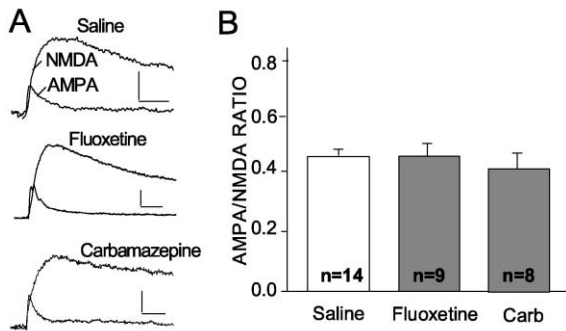 A
Saline
NMDA
AMPA
Fluoxetine
Carbamazepine
B
AMPA/NMDA RATIO
0.8
0.6
0.4
0.2
0.0
n=14
n=9
n=8
Saline
Fluoxetine
Carb